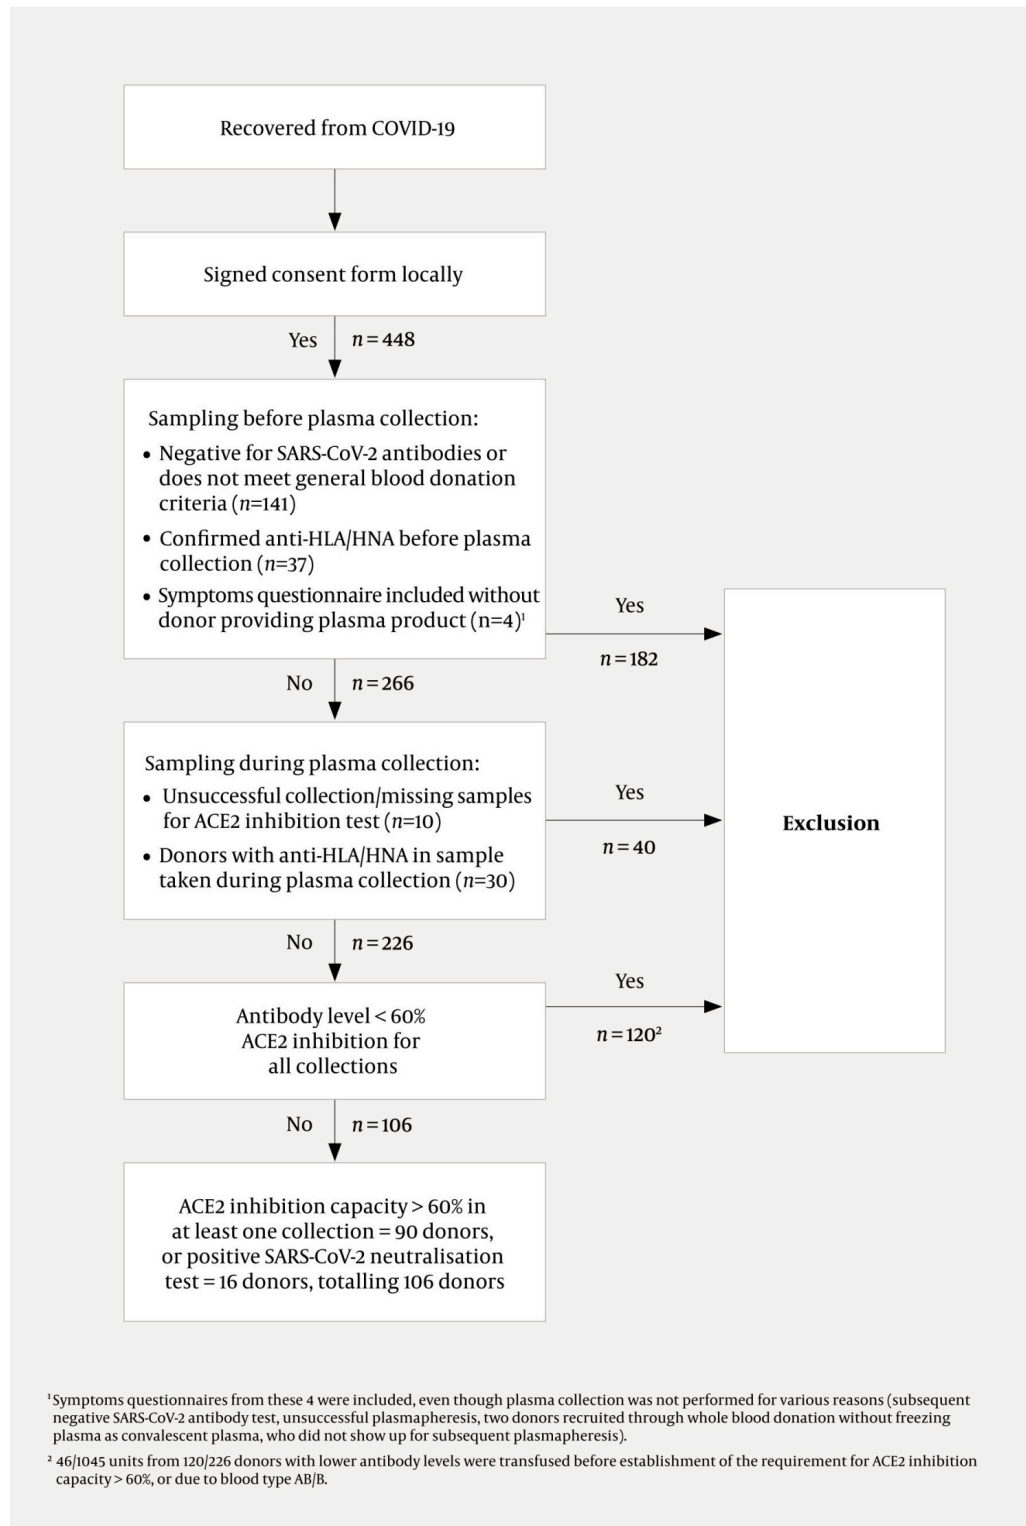 Recovered from COVID-19
Signed consent form locally
Yes n = 448
Sampling before plasma collection:
• Negative for SARS-CoV-2 antibodies or
does not meet general blood donation
criteria (n=141)
• Confirmed anti-HLA/HNA before plasma
collection (n=37)
• Symptoms questionnaire included without
donor providing plasma product (n=4)¹
Yes
n = 182
No n = 266
Sampling during plasma collection:
• Unsuccessful collection/missing samples
for ACE2 inhibition test (n=10)
• Donors with anti-HLA/HNA in sample
taken during plasma collection (n=30)
Yes
n = 40
Exclusion
No n = 226
Antibody level < 60%
ACE2 inhibition for
all collections
Yes
n = 120²
No n = 106
ACE2 inhibition capacity > 60% in
at least one collection = 90 donors,
or positive SARS-CoV-2 neutralisation
test = 16 donors, totalling 106 donors
¹ Symptoms questionnaires from these 4 were included, even though plasma collection was not performed for various reasons (subsequent
negative SARS-CoV-2 antibody test, unsuccessful plasmapheresis, two donors recruited through whole blood donation without freezing
plasma as convalescent plasma, who did not show up for subsequent plasmapheresis).
² 46/1045 units from 120/226 donors with lower antibody levels were transfused before establishment of the requirement for ACE2 inhibition
capacity > 60%, or due to blood type AB/B.